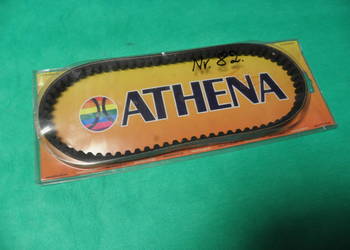 Nr. 82.
ATHENA